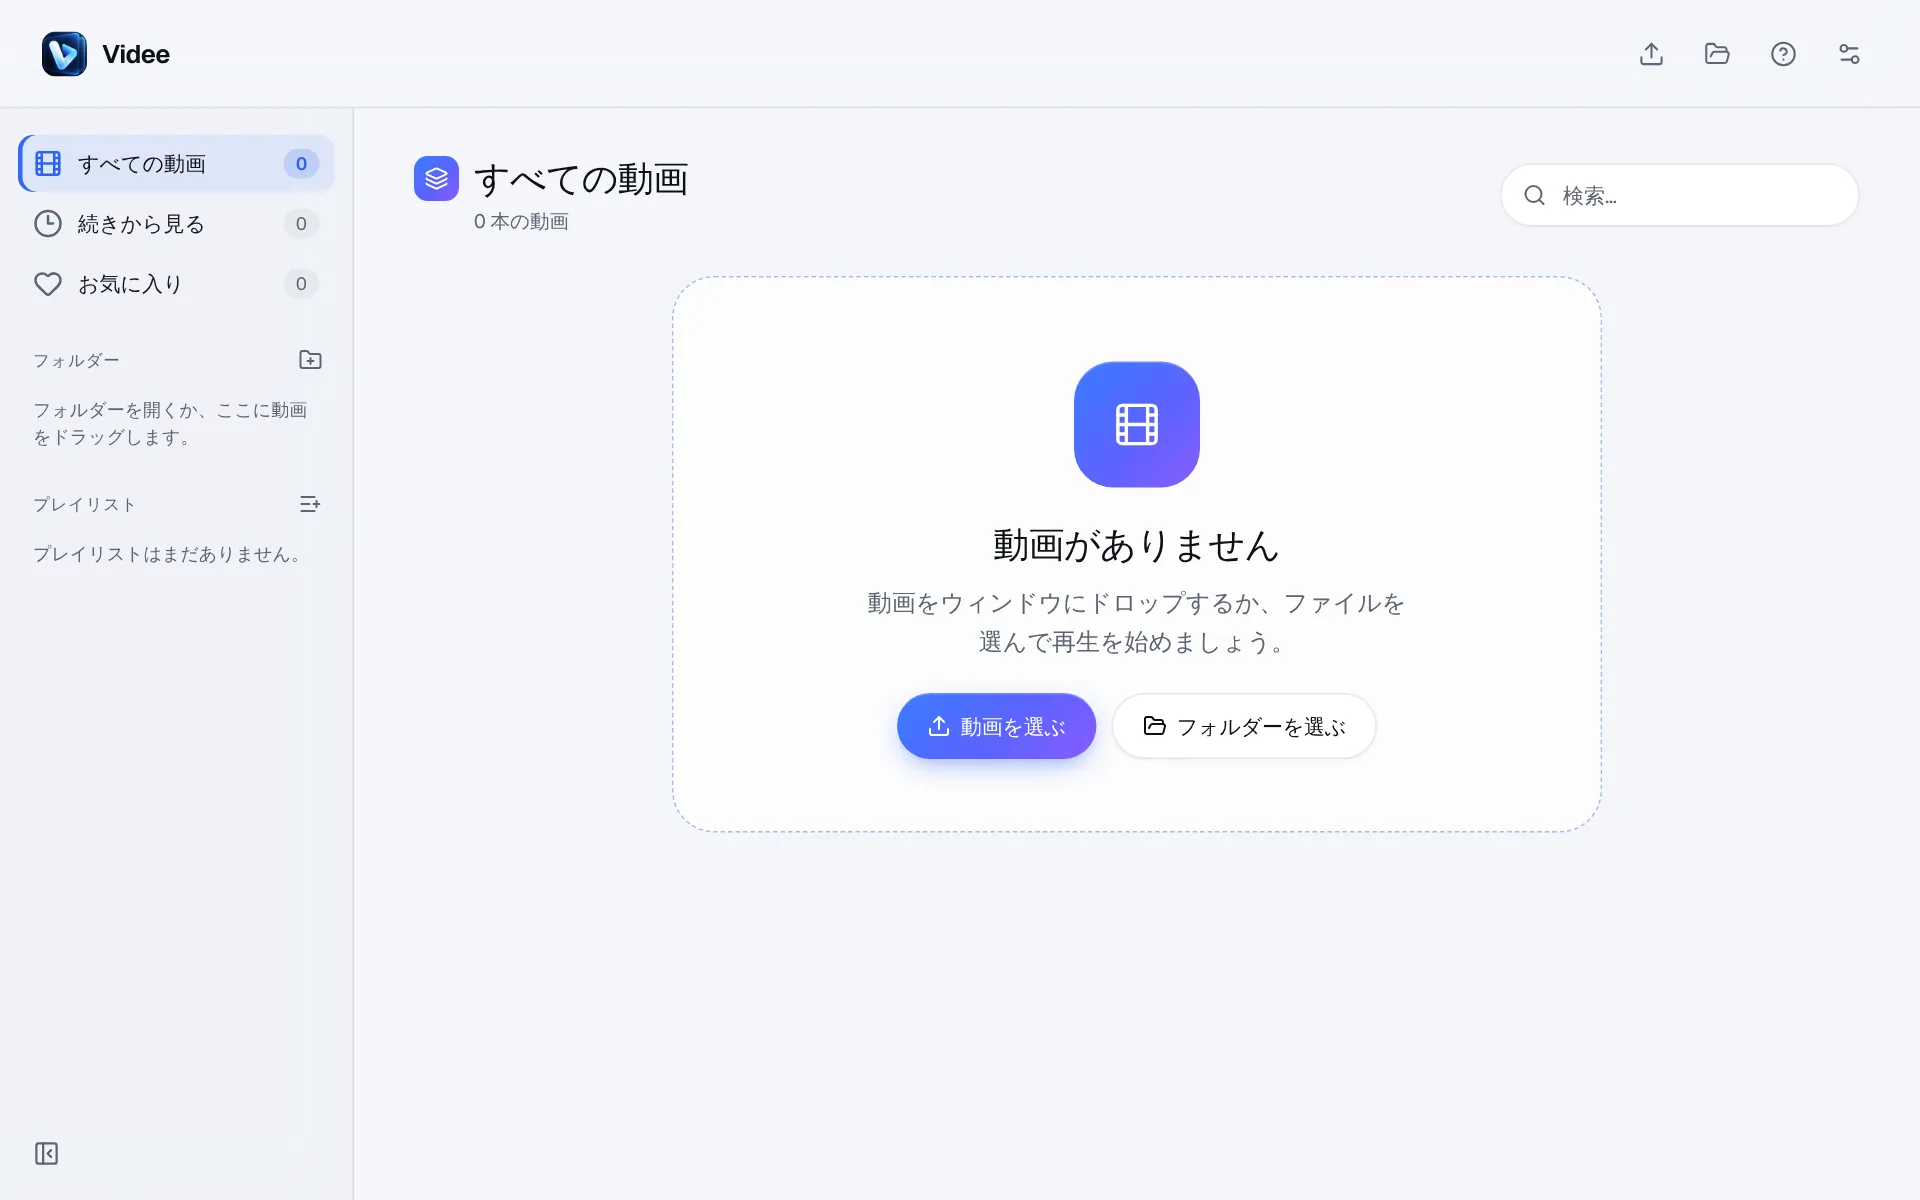 Videe
すべての動画 0
続きから見る 0
お気に入り 0
フォルダー
フォルダーを開くか、ここに動画
をドラッグします。
プレイリスト
プレイリストはまだありません。
すべての動画
0 本の動画
検索...
動画がありません
動画をウィンドウにドロップするか、ファイルを
選んで再生を始めましょう。
動画を選ぶ
フォルダーを選ぶ